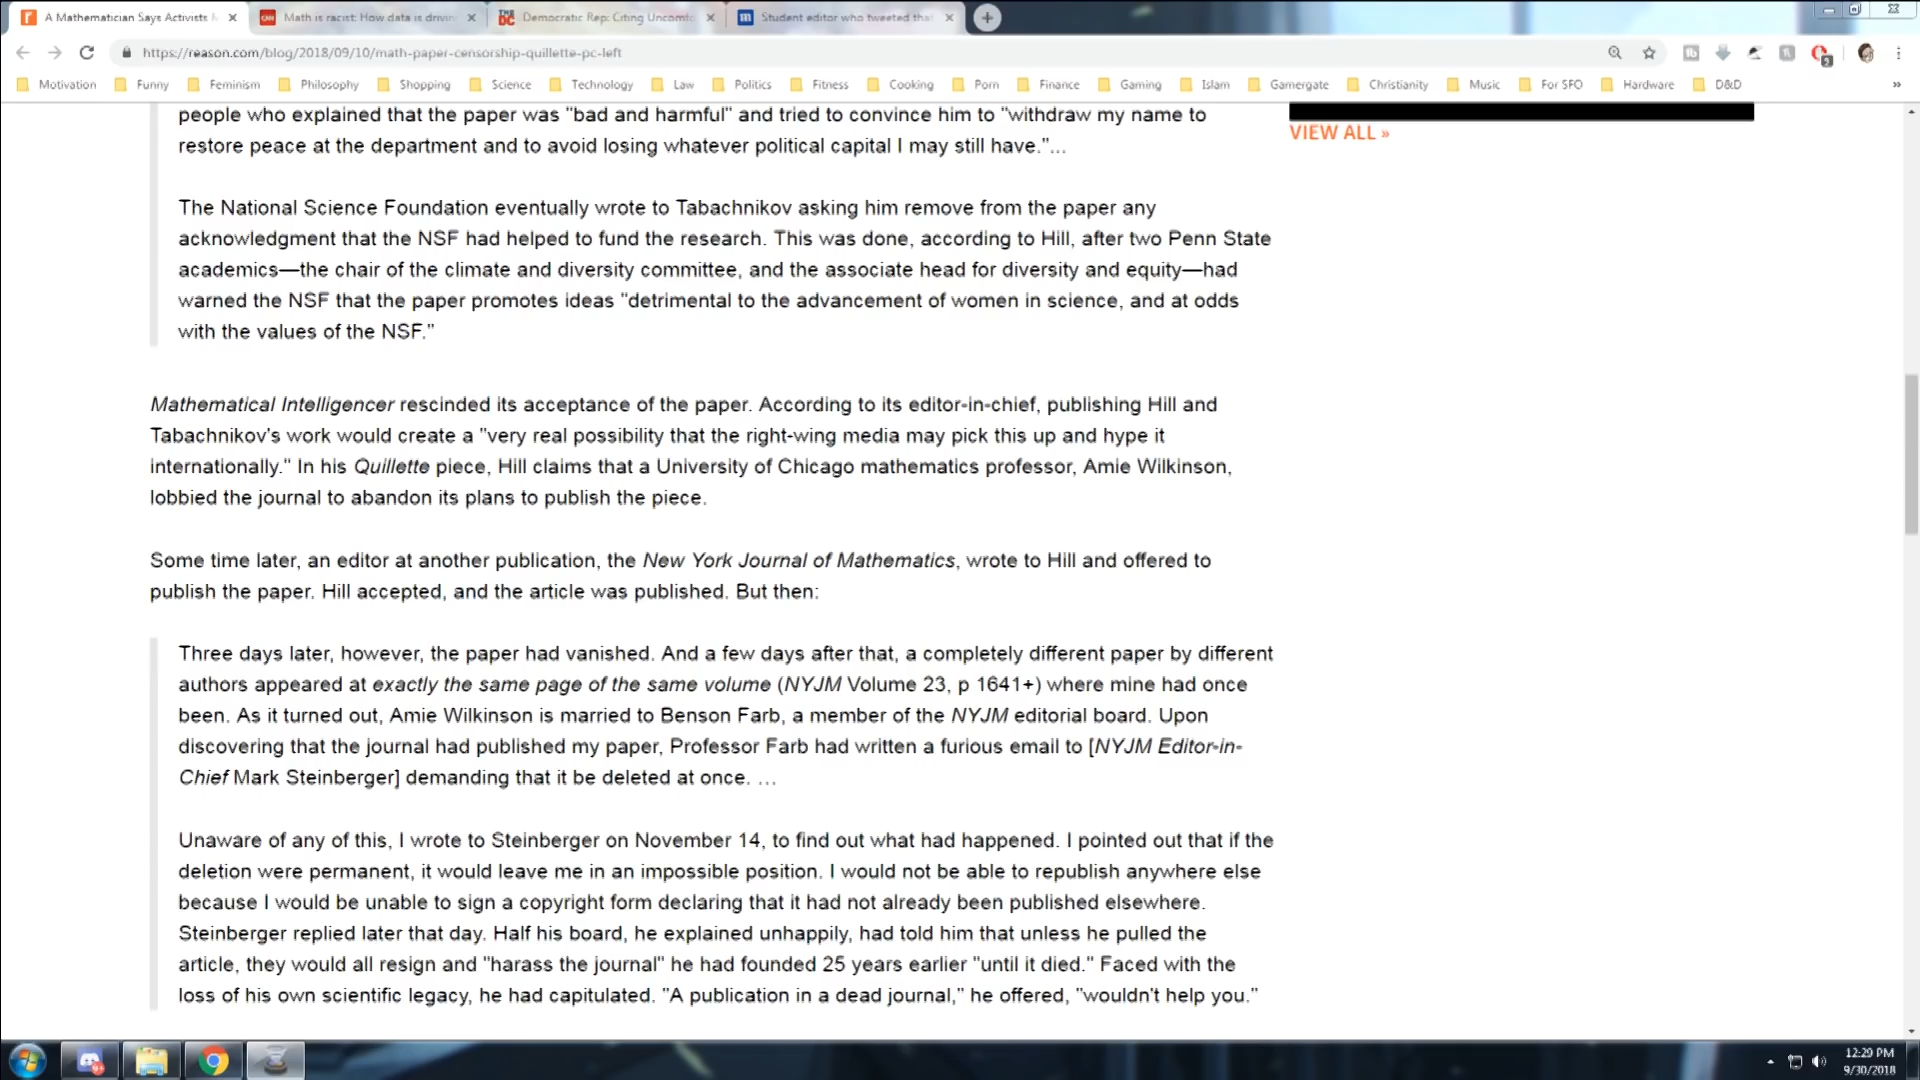 A Mathematician Says Activists
Math is racist: How data is drivin
Democratic Rep: Citing Uncomfo
Student editor who tweeted that
https://reason.com/blog/2018/09/10/math-paper-censorship-quillette-pc-left
Motivation Funny Feminism Philosophy Shopping Science Technology Law Politics Fitness Cooking Porn Finance Gaming Islam Gamergate Christianity Music For SFO Hardware D&D »
people who explained that the paper was "bad and harmful" and tried to convince him to "withdraw my name to
restore peace at the department and to avoid losing whatever political capital I may still have."...
VIEW ALL »
The National Science Foundation eventually wrote to Tabachnikov asking him remove from the paper any
acknowledgment that the NSF had helped to fund the research. This was done, according to Hill, after two Penn State
academics—the chair of the climate and diversity committee, and the associate head for diversity and equity—had
warned the NSF that the paper promotes ideas "detrimental to the advancement of women in science, and at odds
with the values of the NSF."
Mathematical Intelligencer rescinded its acceptance of the paper. According to its editor-in-chief, publishing Hill and
Tabachnikov's work would create a "very real possibility that the right-wing media may pick this up and hype it
internationally." In his Quillette piece, Hill claims that a University of Chicago mathematics professor, Amie Wilkinson,
lobbied the journal to abandon its plans to publish the piece.
Some time later, an editor at another publication, the New York Journal of Mathematics, wrote to Hill and offered to
publish the paper. Hill accepted, and the article was published. But then:
Three days later, however, the paper had vanished. And a few days after that, a completely different paper by different
authors appeared at exactly the same page of the same volume (NYJM Volume 23, p 1641+) where mine had once
been. As it turned out, Amie Wilkinson is married to Benson Farb, a member of the NYJM editorial board. Upon
discovering that the journal had published my paper, Professor Farb had written a furious email to [NYJM Editor-in-
Chief Mark Steinberger] demanding that it be deleted at once. ...
Unaware of any of this, I wrote to Steinberger on November 14, to find out what had happened. I pointed out that if the
deletion were permanent, it would leave me in an impossible position. I would not be able to republish anywhere else
because I would be unable to sign a copyright form declaring that it had not already been published elsewhere.
Steinberger replied later that day. Half his board, he explained unhappily, had told him that unless he pulled the
article, they would all resign and "harass the journal" he had founded 25 years earlier "until it died." Faced with the
loss of his own scientific legacy, he had capitulated. "A publication in a dead journal," he offered, "wouldn't help you."
12:29 PM
9/30/2018